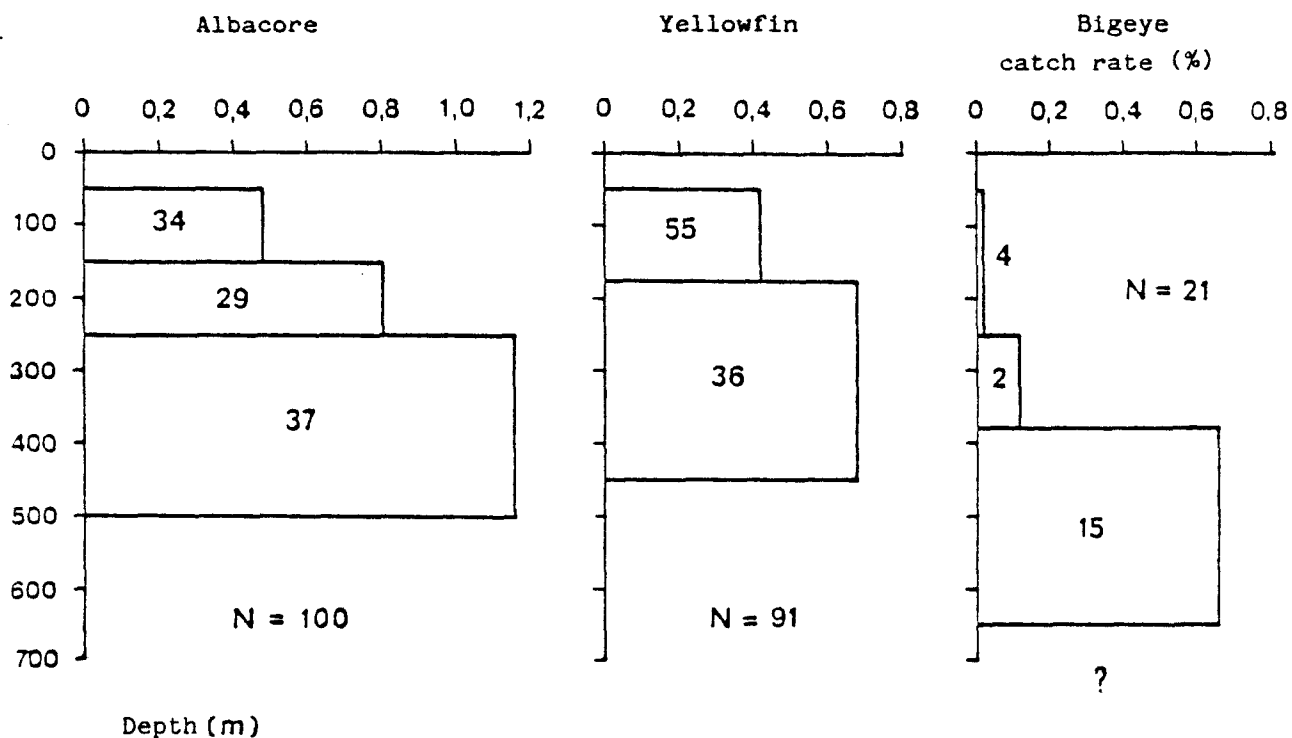 Albacore Yellowfin Bigeye
catch rate (%)
0 0,2 0,4 0,6 0,8 1,0 1,2 0 0,2 0,4 0,6 0,8 0 0,2 0,4 0,6 0,8
0
100
34 55 4
200
29 N = 21
300
36 2
37
400
500
15
600
N = 100 N = 91
700
?
Depth (m)